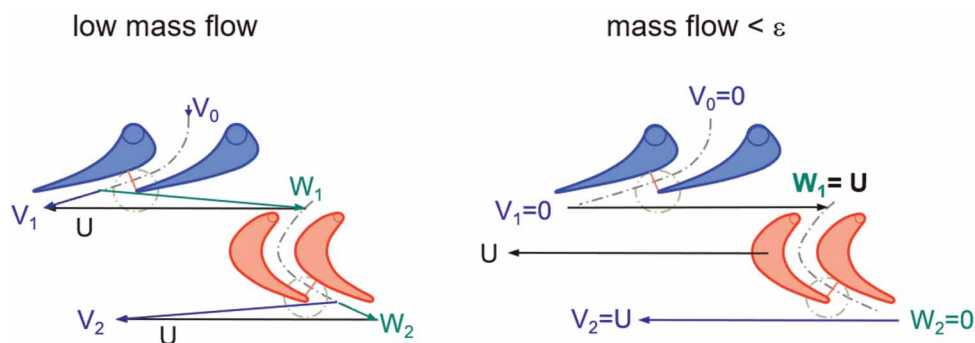 low mass flow
mass flow < ε
V₀
V₁
U
W₁
V₂
U
W₂
V₀=0
W₁= U
V₁=0
U
V₂=U
W₂=0